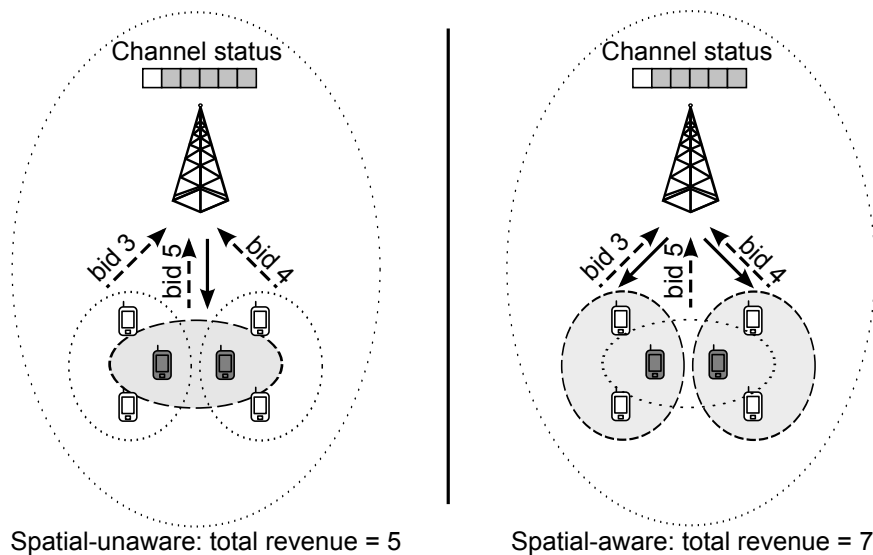 Channel status
bid 3
bid 5
bid 4
Spatial-unaware: total revenue = 5
Channel status
bid 3
bid 5
bid 4
Spatial-aware: total revenue = 7